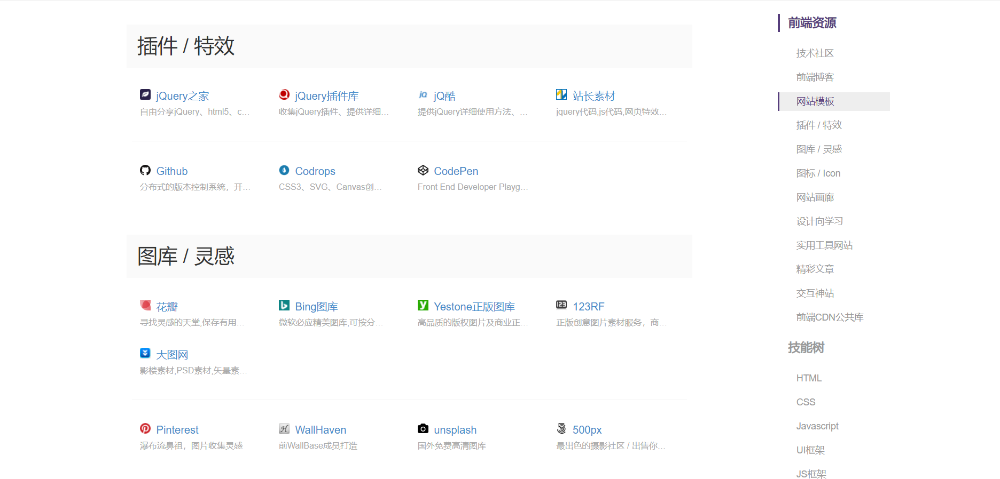 插件 / 特效
jQuery之家
自由分享jQuery、html5、c...
jQuery插件库
收集jQuery插件、提供详细...
jQ酷
提供jQuery详细使用方法、...
站长素材
jquery代码,js代码,网页特效...
Github
分布式的版本控制系统，开...
Codrops
CSS3、SVG、Canvas创...
CodePen
Front End Developer Playg...
图库 / 灵感
花瓣
寻找灵感的天堂,保存有用...
Bing图库
微软必应精美图库,可按分...
Yestone正版图库
高品质的版权图片及商业正...
123RF
正版创意图片素材服务，商...
大图网
影楼素材,PSD素材,矢量素...
Pinterest
瀑布流鼻祖，图片收集灵感
WallHaven
前WallBase成员打造
unsplash
国外免费高清图库
500px
最出色的摄影社区 / 出售你...
前端资源
技术社区
前端博客
网站模板
插件 / 特效
图库 / 灵感
图标 / Icon
网站画廊
设计向学习
实用工具网站
精彩文章
交互神站
前端CDN公共库
技能树
HTML
CSS
Javascript
UI框架
JS框架